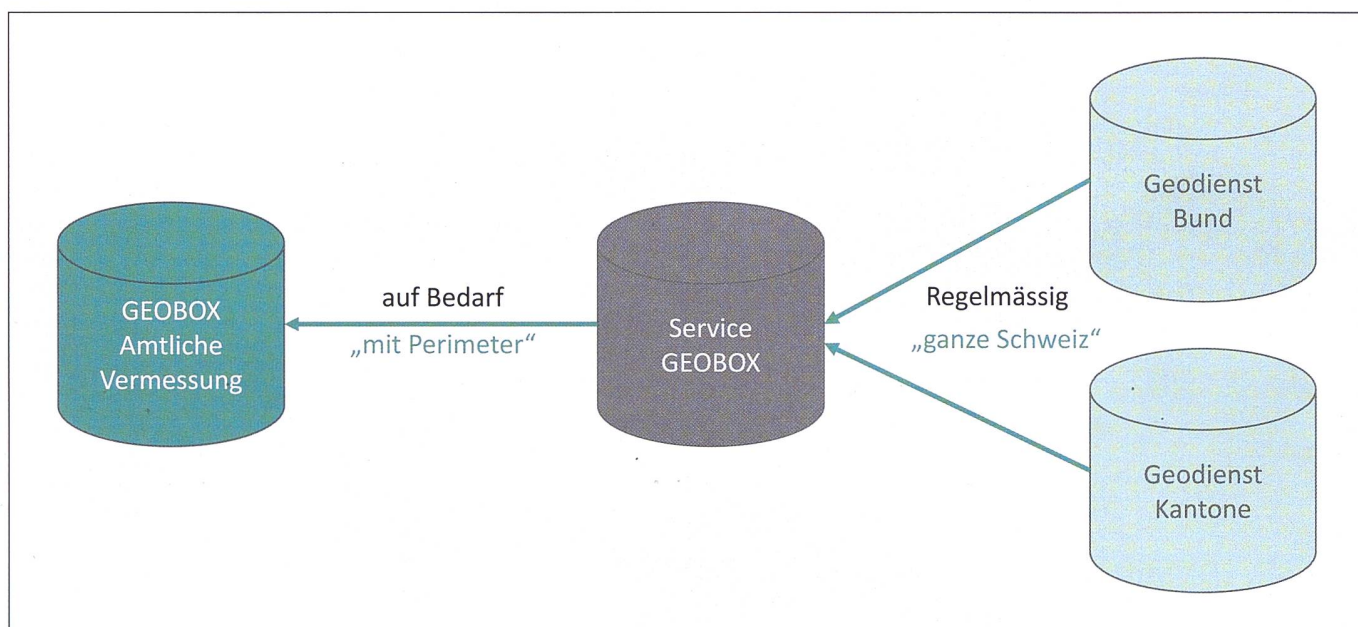 GEOBOX
Amtliche
Vermessung
auf Bedarf
„mit Perimeter“
Service
GEOBOX
Regelmässig
„ganze Schweiz“
Geodienst
Bund
Geodienst
Kantone